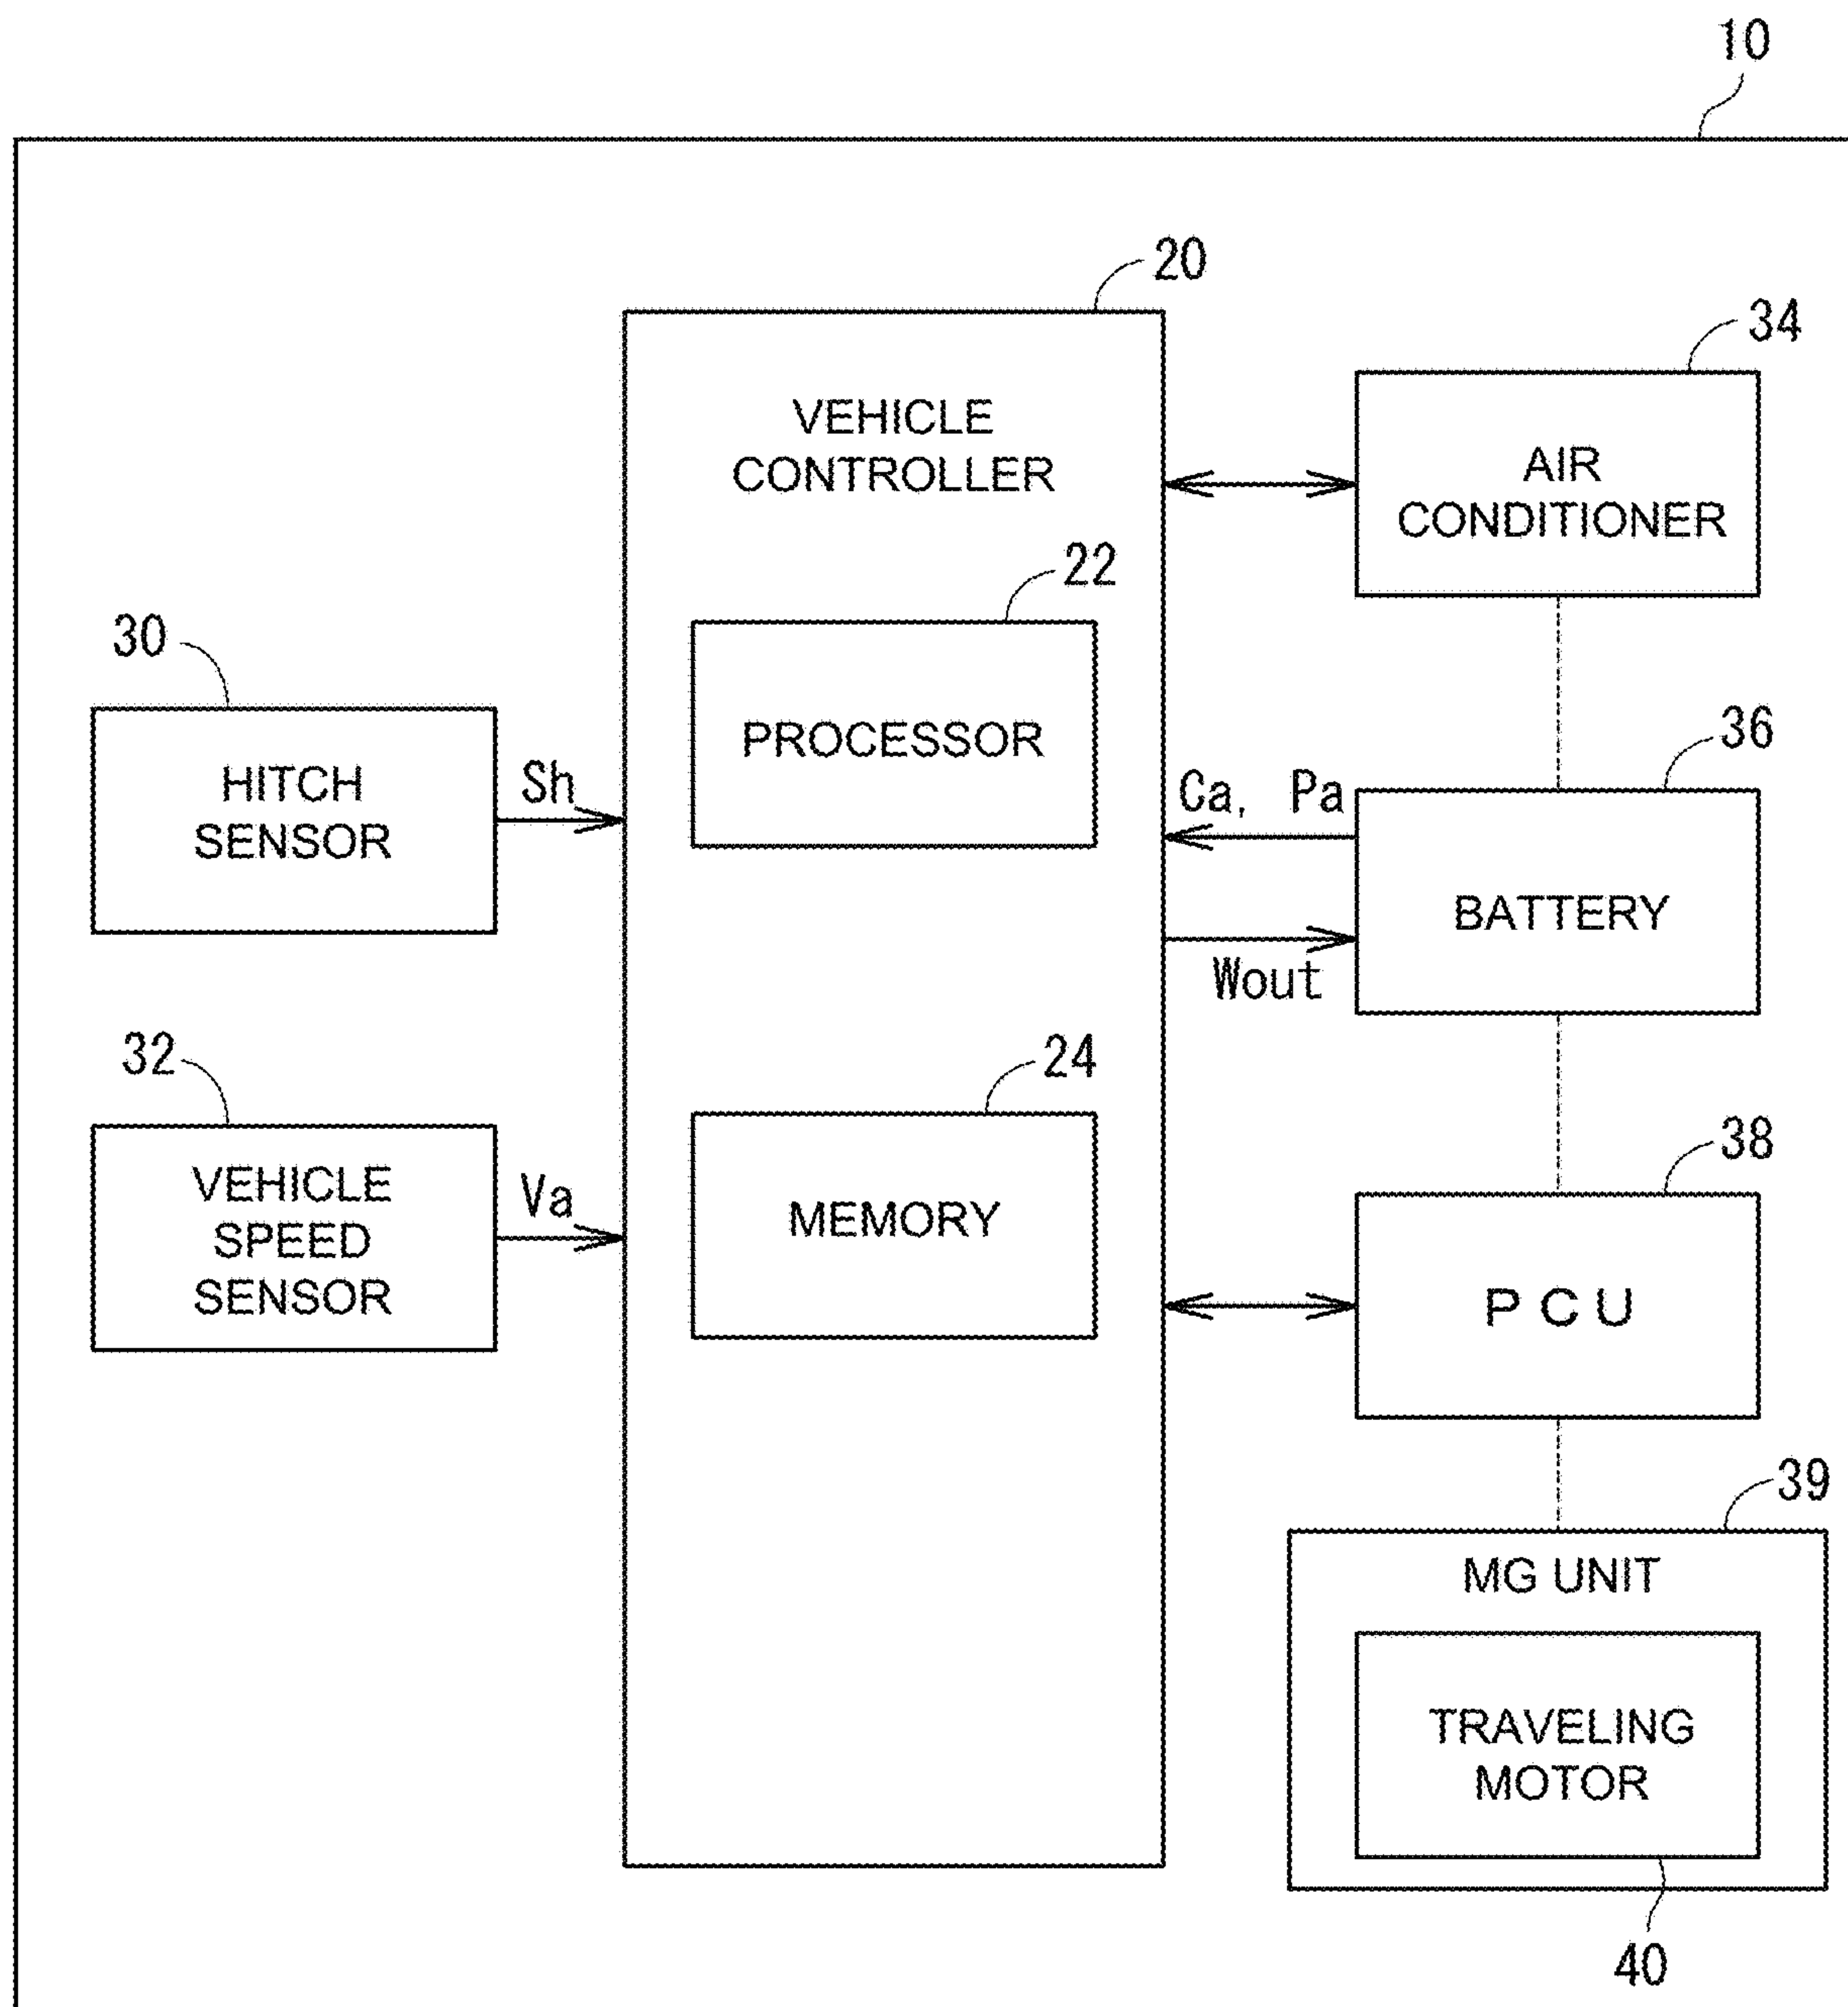 10
20
34
VEHICLE
CONTROLLER
AIR
CONDITIONER
22
30
PROCESSOR
36
HITCH
SENSOR
Sh
Ca, Pa
BATTERY
Wout
32
24
38
VEHICLE
SPEED
SENSOR
Va
MEMORY
PCU
39
MG UNIT
TRAVELING
MOTOR
40